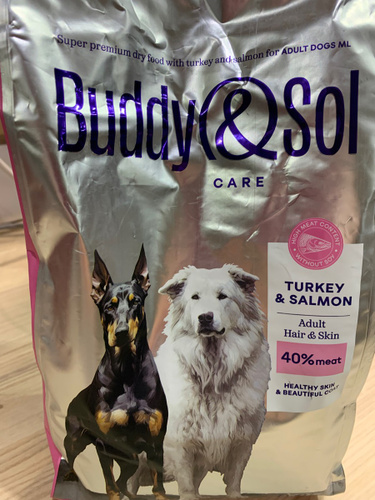 Super premium dry food with turkey and salmon for ADULT DOGS ML
Buddy&Sol
CARE
HIGH MEAT CONTENT
WITHOUT SOY
TURKEY
& SALMON
Adult
Hair & Skin
40% meat
HEALTHY SKIN
& BEAUTIFUL COAT